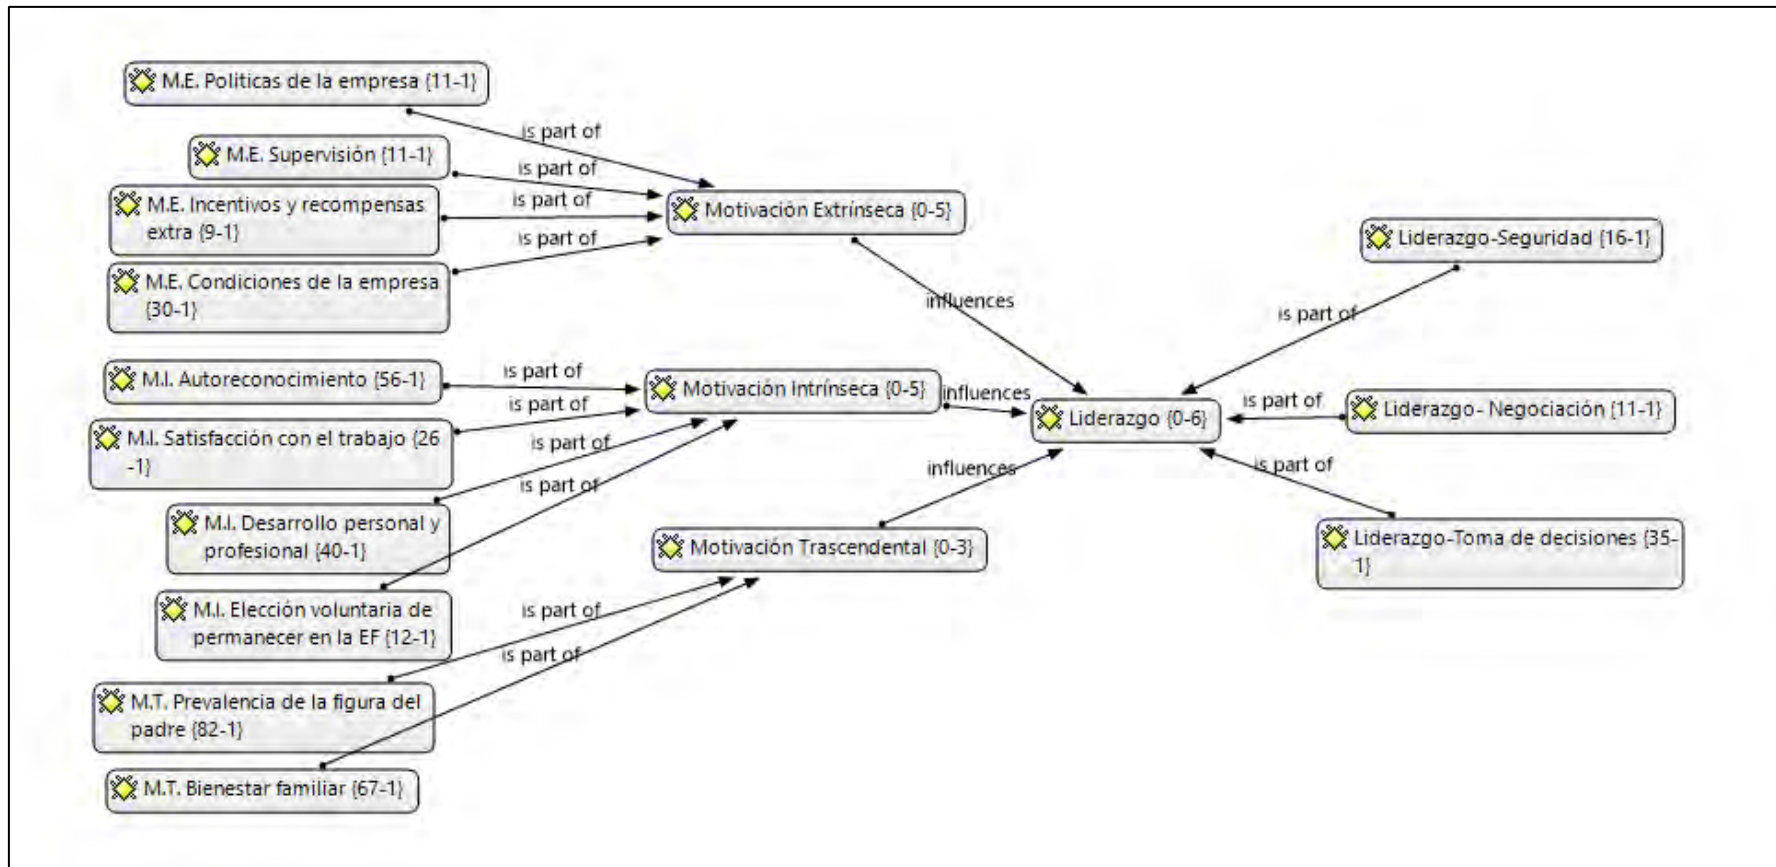 M.E. Politicas de la empresa {11-1}
is part of
M.E. Supervisión {11-1}
is part of
M.E. Incentivos y recompensas
extra {9-1}
is part of
Motivación Extrínseca {0-5}
is part of
M.E. Condiciones de la empresa
{30-1}
influences
Liderazgo-Seguridad {16-1}
is part of
M.I. Autoreconocimiento {56-1}
is part of
Motivación Intrínseca {0-5}
influences
is part of
M.I. Satisfacción con el trabajo {26
-1}
is part of
is part of
Liderazgo {0-6}
is part of
Liderazgo- Negociación {11-1}
influences
is part of
M.I. Desarrollo personal y
profesional {40-1}
Motivación Trascendental {0-3}
Liderazgo-Toma de decisiones {35-
1}
M.I. Elección voluntaria de
permanecer en la EF {12-1}
is part of
is part of
M.T. Prevalencia de la figura del
padre {82-1}
M.T. Bienestar familiar {67-1}